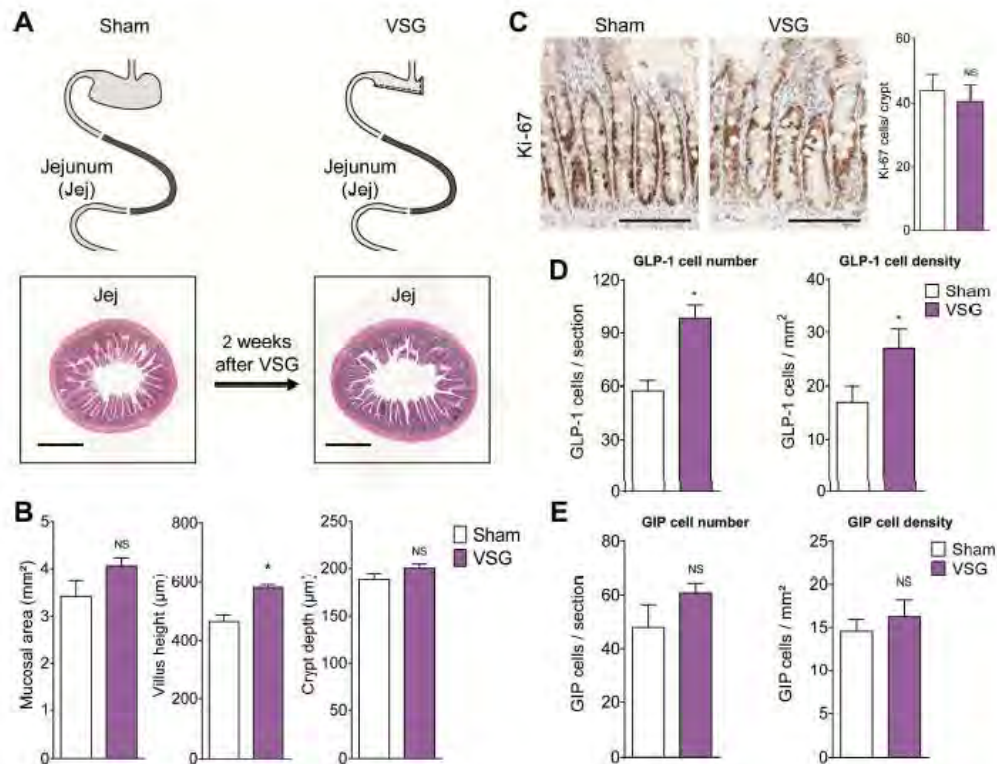 A
Sham
VSG
Jejunum
(Jej)
Jejunum
(Jej)
Jej
2 weeks
after VSG
Jej
B
Mucosal area (mm²)
5
4
3
2
1
0
NS
Villus height (µm)
800
600
400
200
0
*
Crypt depth (µm)
250
200
150
100
50
0
NS
Sham
VSG
C
Sham
VSG
Ki-67
Ki-67 cells/ crypt
60
40
20
0
NS
D
GLP-1 cell number
GLP-1 cells / section
120
90
60
30
0
*
GLP-1 cell density
GLP-1 cells / mm²
40
30
20
10
0
*
Sham
VSG
E
GIP cell number
GIP cells / section
80
60
40
20
0
NS
GIP cell density
GIP cells / mm²
25
20
15
10
5
0
NS
Sham
VSG